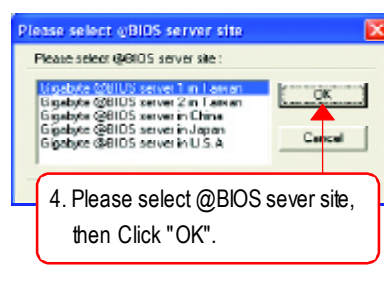 Please select @BIOS server site
Please select @BIOS server site :
Gigabyte @BIOS server 1 in Taiwan
Gigabyte @BIOS server 2 in Taiwan
Gigabyte @BIOS server in China
Gigabyte @BIOS server in Japan
Gigabyte @BIOS server in U.S.A
OK
Cancel
4. Please select @BIOS sever site,
then Click "OK".